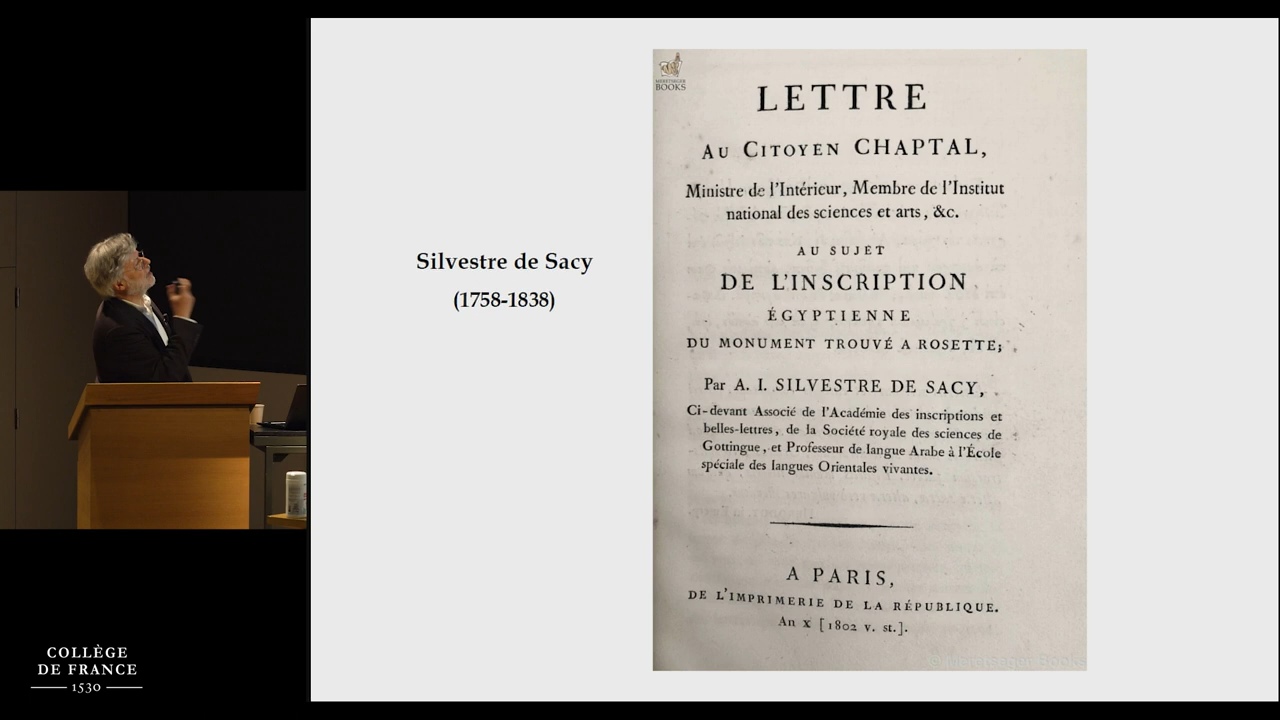 Silvestre de Sacy
(1758-1838)
MERETSEGER
BOOKS
LETTRE
AU CITOYEN CHAPTAL,
Ministre de l'Intérieur, Membre de l'Institut
national des sciences et arts, &c.
AU SUJET
DE L'INSCRIPTION
ÉGYPTIENNE
DU MONUMENT TROUVÉ A ROSETTE;
Par A. I. SILVESTRE DE SACY,
Ci-devant Associé de l'Académie des inscriptions et
belles-lettres, de la Société royale des sciences de
Gottingue, et Professeur de langue Arabe à l'École
spéciale des langues Orientales vivantes.
A PARIS,
DE L'IMPRIMERIE DE LA RÉPUBLIQUE.
An X [1802 v. st.].
© Meretseger Books
COLLÈGE
DE FRANCE
1530